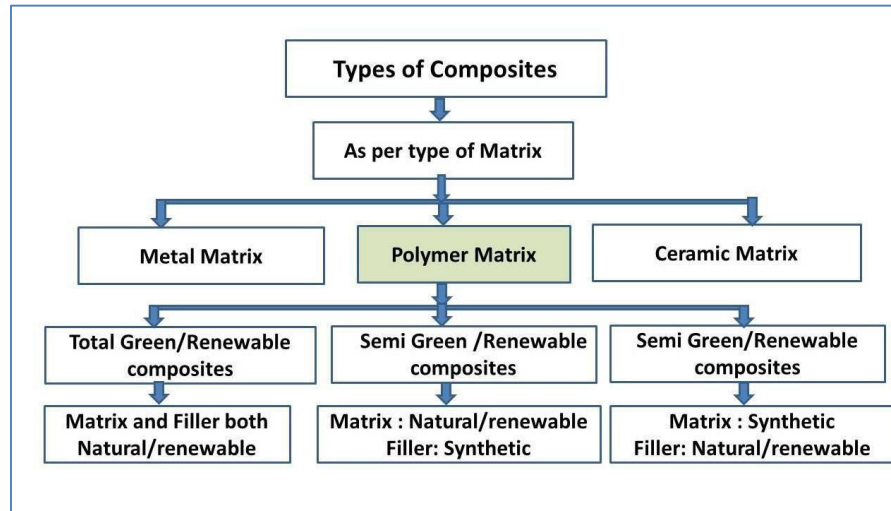 Types of Composites
As per type of Matrix
Metal Matrix
Polymer Matrix
Ceramic Matrix
Total Green/Renewable
composites
Semi Green /Renewable
composites
Semi Green/Renewable
composites
Matrix and Filler both
Natural/renewable
Matrix : Natural/renewable
Filler: Synthetic
Matrix : Synthetic
Filler: Natural/renewable